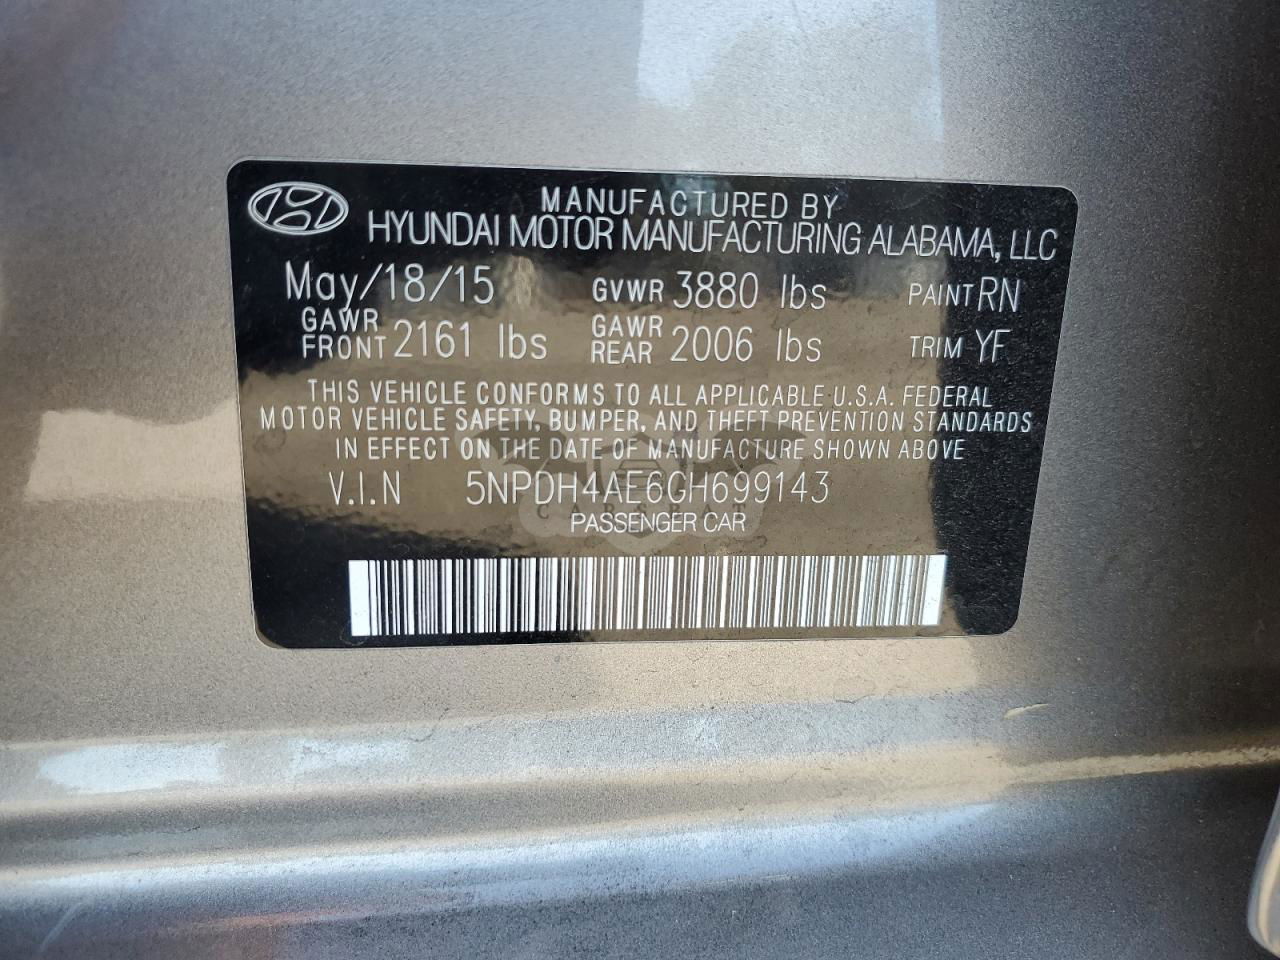 MANUFACTURED BY
HYUNDAI MOTOR MANUFACTURING ALABAMA, LLC
May/18/15 GVWR 3880 lbs PAINT RN
GAWR FRONT 2161 lbs GAWR REAR 2006 lbs TRIM YF
THIS VEHICLE CONFORMS TO ALL APPLICABLE U.S.A. FEDERAL
MOTOR VEHICLE SAFETY, BUMPER, AND THEFT PREVENTION STANDARDS
IN EFFECT ON THE DATE OF MANUFACTURE SHOWN ABOVE
V.I.N 5NPDH4AE6GH699143
CARSBAR
PASSENGER CAR